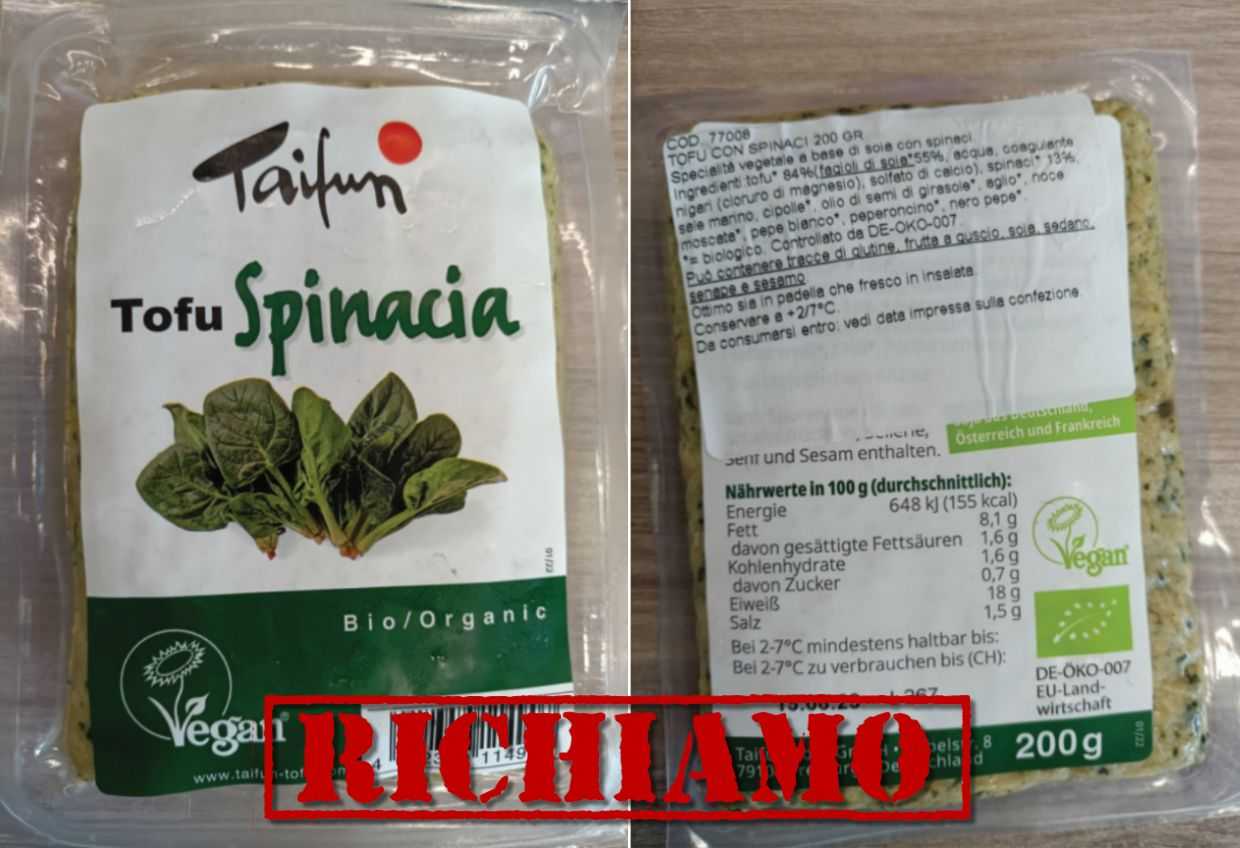 Taifun
Tofu Spinacia
Bio/Organic
Vegan
01/22
www.taifun-tof
COD. 77008
TOFU CON SPINACI 200 GR
Specialità vegetale a base di soia con spinaci.
Ingredienti: tofu* 84%(fagioli di soia*55%, acqua, coagulante
nigari (cloruro di magnesio), solfato di calcio), spinaci* 13%,
sale marino, cipolle*, olio di semi di girasole*, aglio*, noce
moscata*, pepe bianco*, peperoncino*, nero pepe*.
*= biologico. Controllato da DE-OKO-007
Può contenere tracce di glutine, frutta a guscio, soia, sedano,
senape e sesamo
Ottimo sia in padella che fresco in insalata.
Conservare a +2/7°C.
Da consumarsi entro: vedi data impressa sulla confezione.
Deutschland,
Österreich und Frankreich
Senf und Sesam enthalten.
Nährwerte in 100 g (durchschnittlich):
Energie 648 kJ (155 kcal)
Fett 8,1 g
davon gesättigte Fettsäuren 1,6 g
Kohlenhydrate 1,6 g
davon Zucker 0,7 g
Eiweiß 18 g
Salz 1,5 g
Vegan
Bei 2-7°C mindestens haltbar bis:
Bei 2-7°C zu verbrauchen bis (CH):
DE-ÖKO-007
EU-Land-
wirtschaft
8
200g
01/22
RICHIAMO